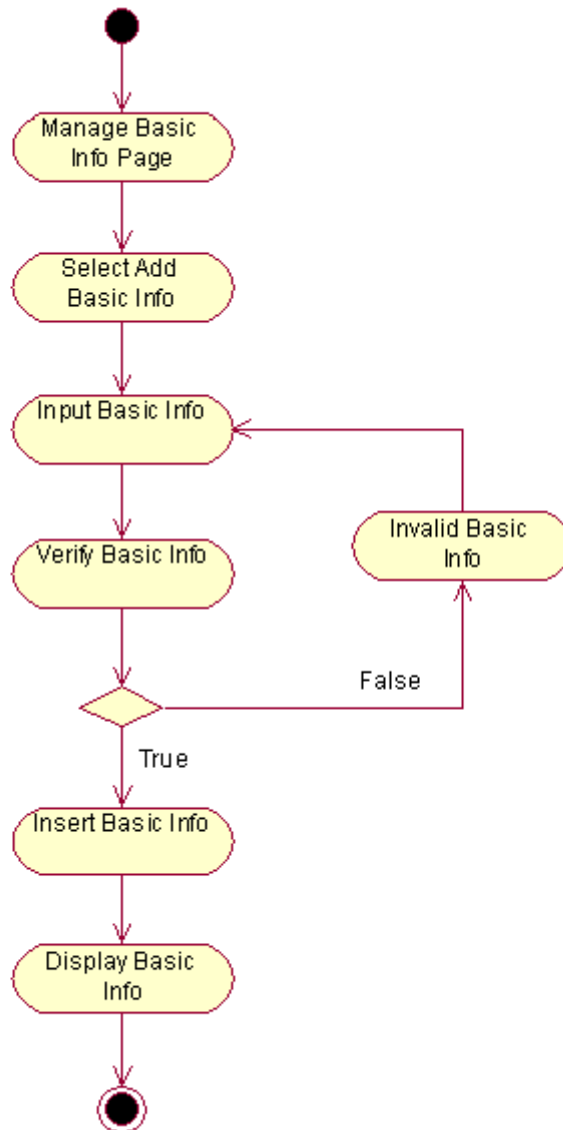 Manage Basic
Info Page
Select Add
Basic Info
Input Basic Info
Verify Basic Info
Invalid Basic
Info
False
True
Insert Basic Info
Display Basic
Info